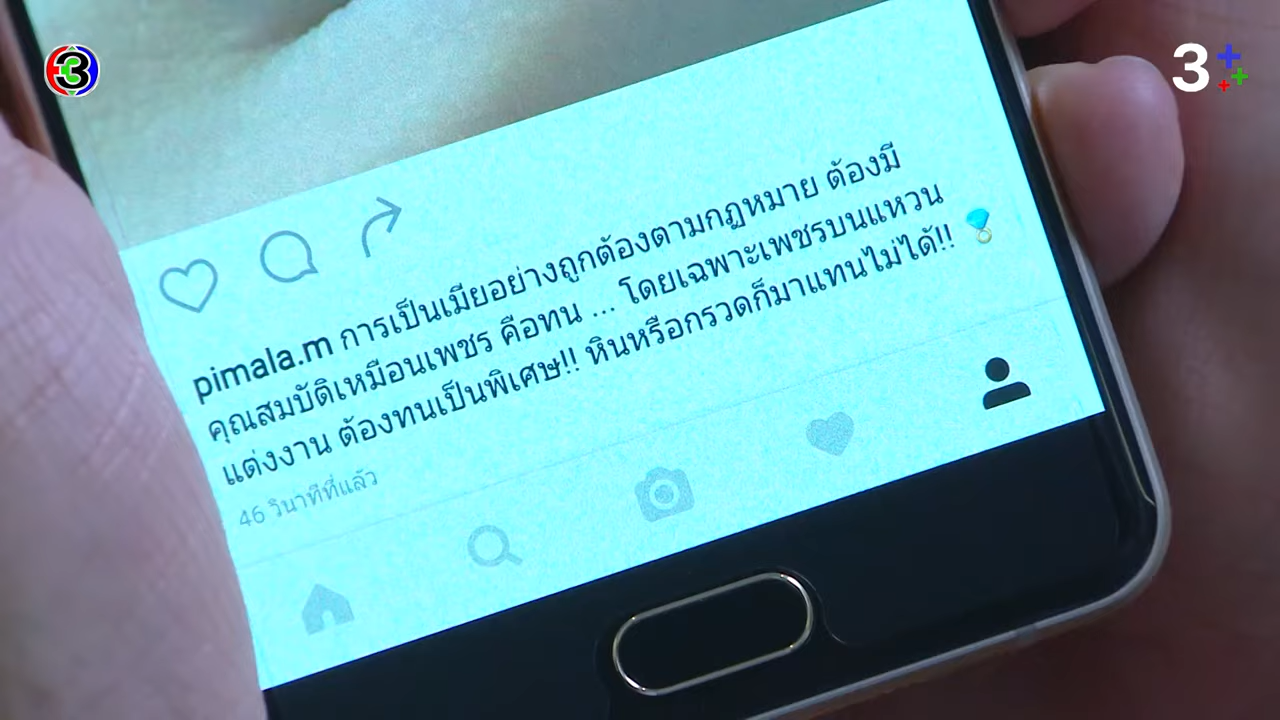 3
3
pimala.m การเป็นเมียอย่างถูกต้องตามกฎหมาย ต้องมี
คุณสมบัติเหมือนเพชร คือทน ... โดยเฉพาะเพชรบนแหวน
แต่งงาน ต้องทนเป็นพิเศษ!! หินหรือกรวดก็มาแทนไม่ได้!! 💍
46 วินาทีที่แล้ว